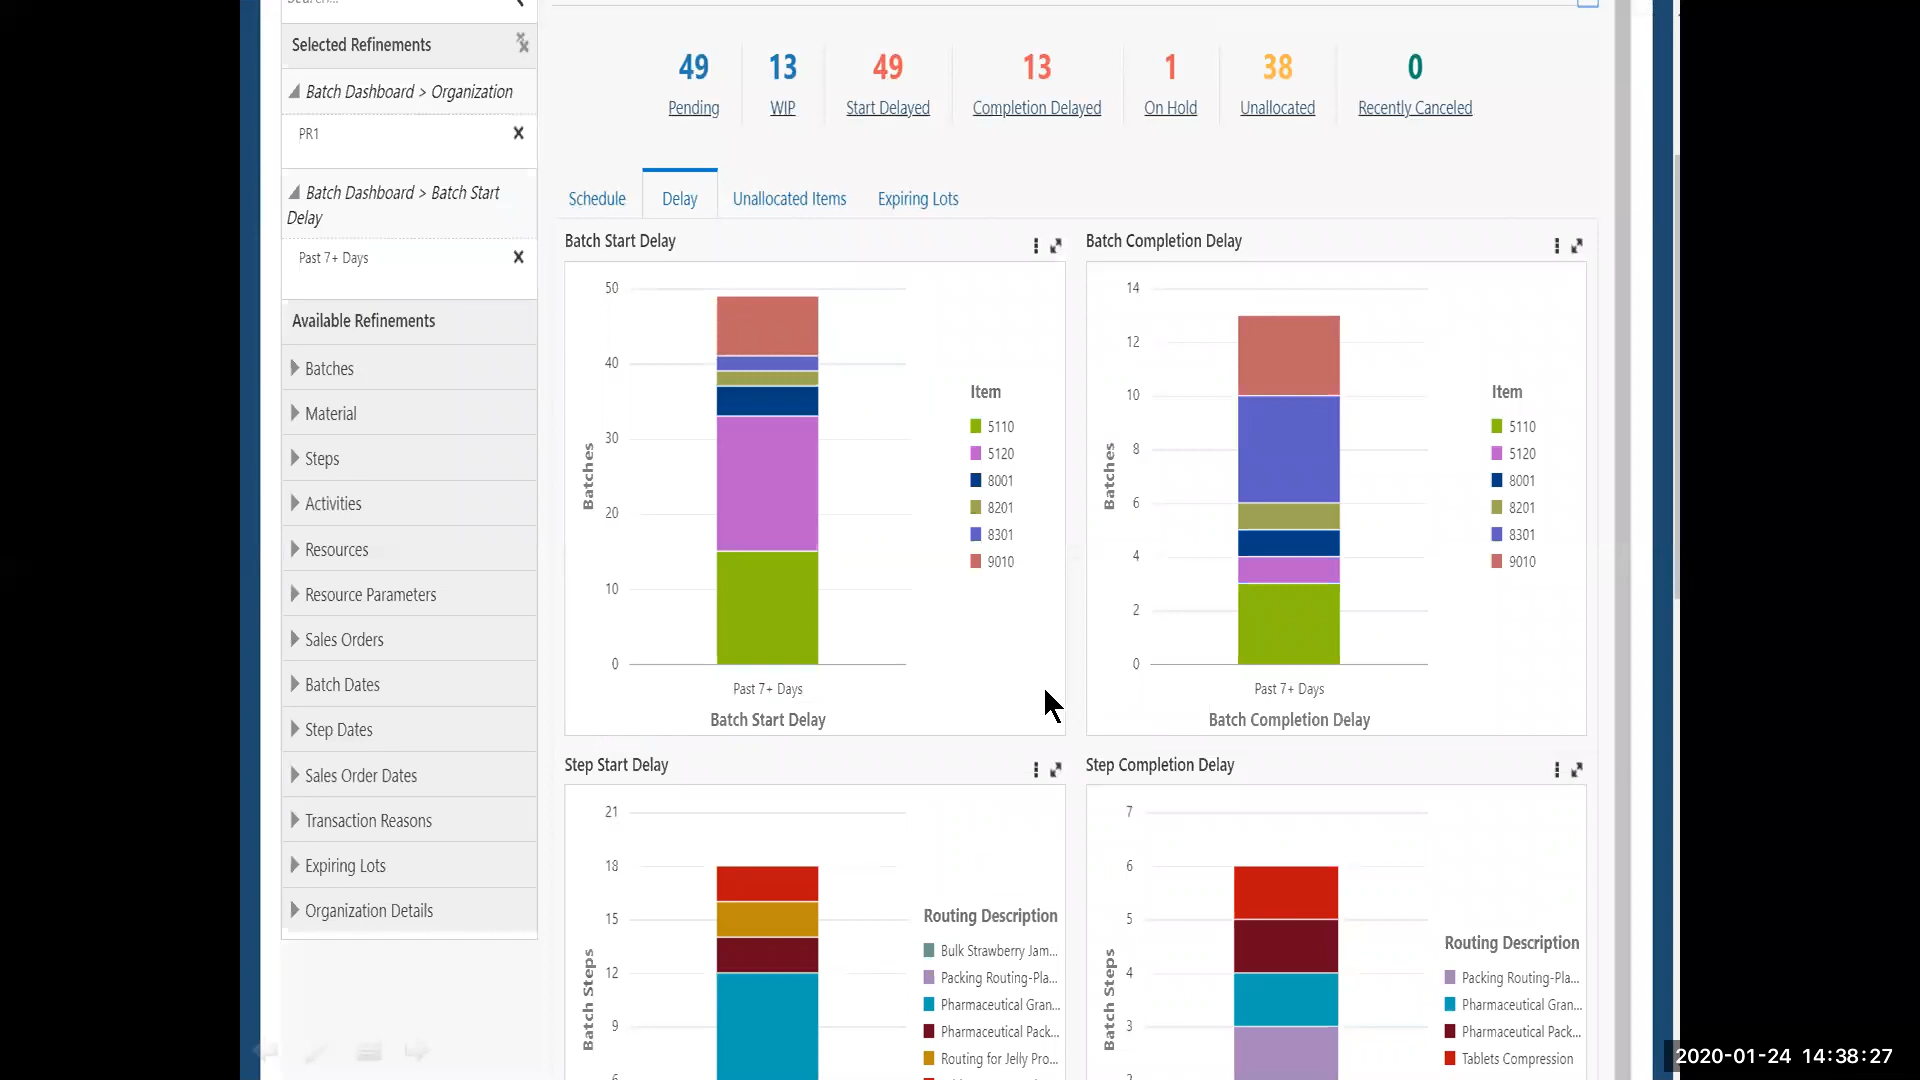 Search...
Selected Refinements
Batch Dashboard > Organization
PR1
Batch Dashboard > Batch Start
Delay
Past 7+ Days
Available Refinements
Batches
Material
Steps
Activities
Resources
Resource Parameters
Sales Orders
Batch Dates
Step Dates
Sales Order Dates
Transaction Reasons
Expiring Lots
Organization Details
49 13 49 13 1 38 0
Pending WIP Start Delayed Completion Delayed On Hold Unallocated Recently Canceled
Schedule Delay Unallocated Items Expiring Lots
Batch Start Delay
50
40
30
20
10
0
Batches
Past 7+ Days
Batch Start Delay
Item
5110
5120
8001
8201
8301
9010
Batch Completion Delay
14
12
10
8
6
4
2
0
Batches
Past 7+ Days
Batch Completion Delay
Item
5110
5120
8001
8201
8301
9010
Step Start Delay
21
18
15
12
9
Batch Steps
Routing Description
Bulk Strawberry Jam...
Packing Routing-Pla...
Pharmaceutical Gran...
Pharmaceutical Pack...
Routing for Jelly Pro...
Step Completion Delay
7
6
5
4
3
Batch Steps
Routing Description
Packing Routing-Pla...
Pharmaceutical Gran...
Pharmaceutical Pack...
Tablets Compression
2020-01-24 14:38:27